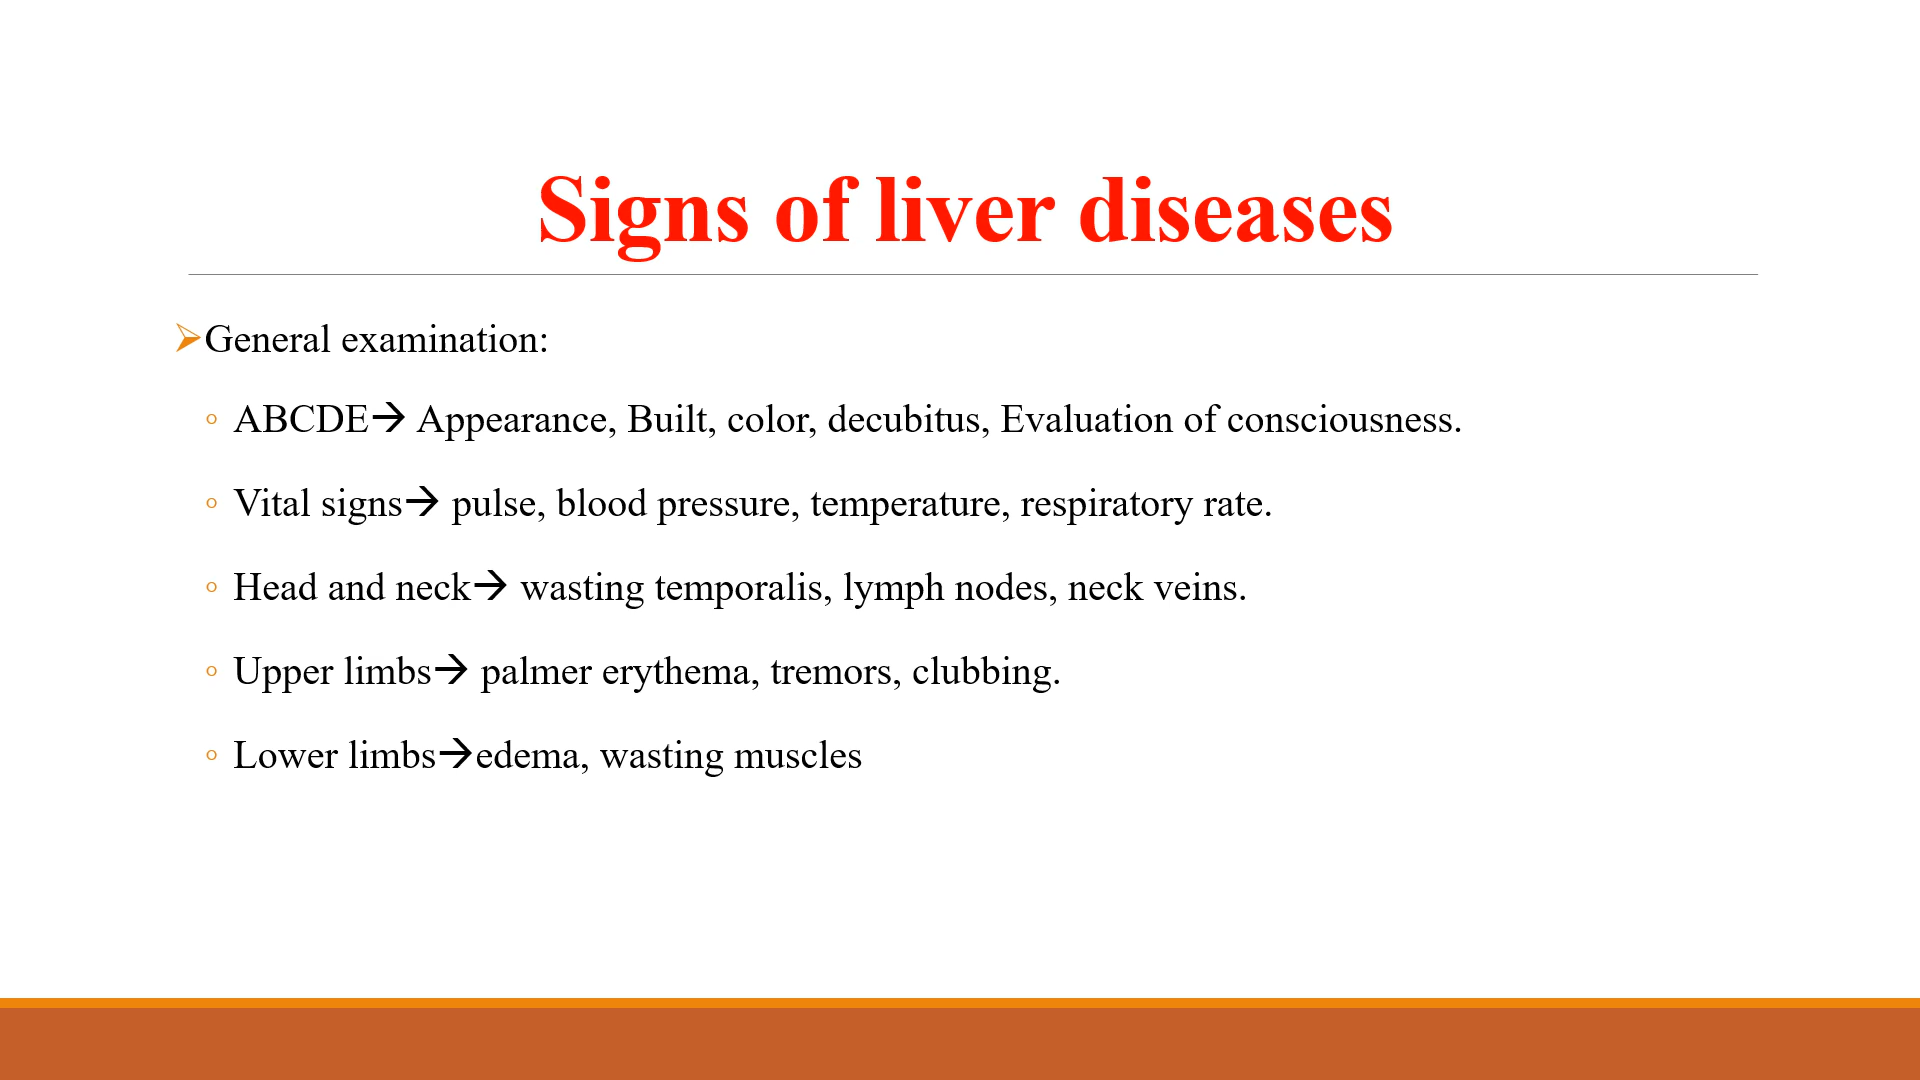 Signs of liver diseases
➢General examination:
◦ ABCDE→ Appearance, Built, color, decubitus, Evaluation of consciousness.
◦ Vital signs→ pulse, blood pressure, temperature, respiratory rate.
◦ Head and neck→ wasting temporalis, lymph nodes, neck veins.
◦ Upper limbs→ palmer erythema, tremors, clubbing.
◦ Lower limbs→edema, wasting muscles